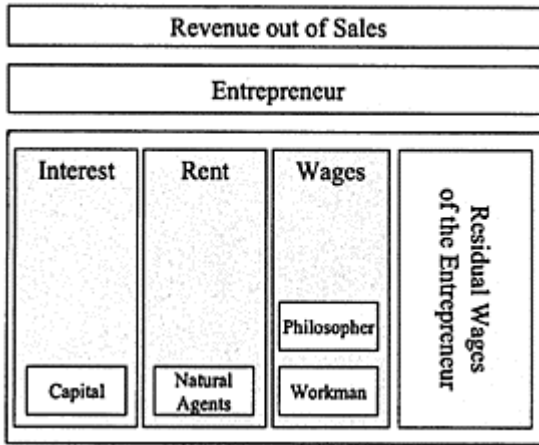 Revenue out of Sales
Entrepreneur
Interest
Rent
Wages
Residual Wages
of the Entrepreneur
Philosopher
Capital
Natural
Agents
Workman